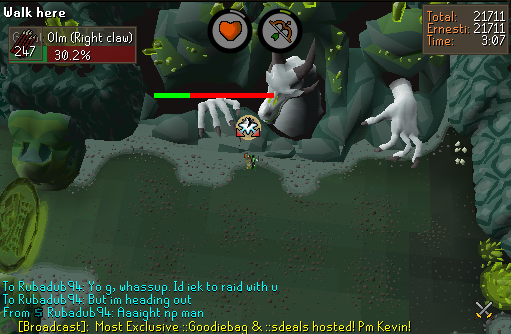 Walk here
Total: 21711
Ernesti: 21711
Time: 3:07
Olm (Right claw)
247
30.2%
To Rubadub94: Yo g, whassup. Id iek to raid with u
To Rubadub94: But im heading out
From Rubadub94: Aaaight np man
[Broadcast]: Most Exclusive ::Goodiebag & ::sdeals hosted! Pm Kevin!